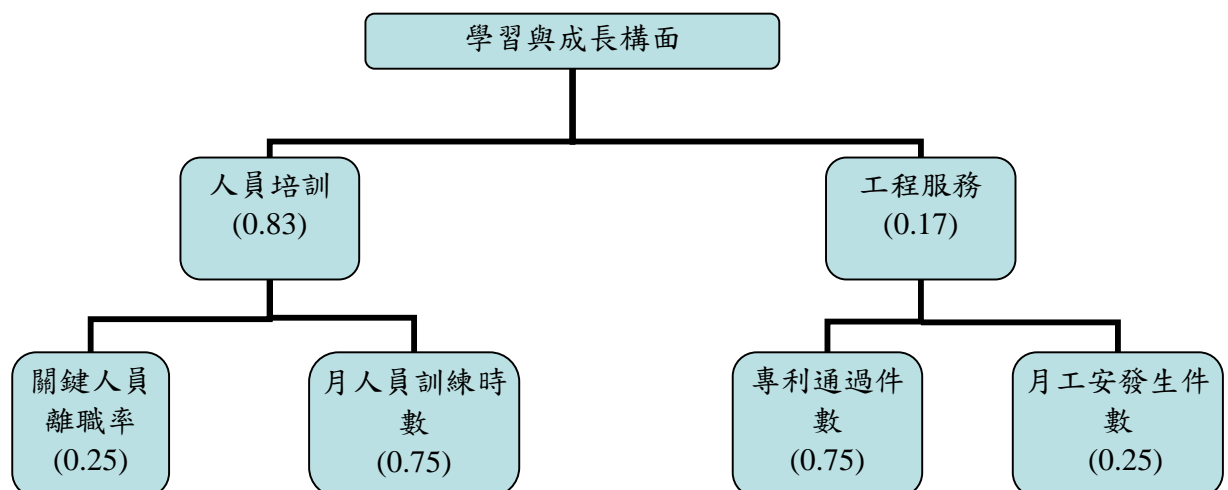 學習與成長構面
人員培訓
(0.83)
工程服務
(0.17)
關鍵人員
離職率
(0.25)
月人員訓練時
數
(0.75)
專利通過件
數
(0.75)
月工安發生件
數
(0.25)